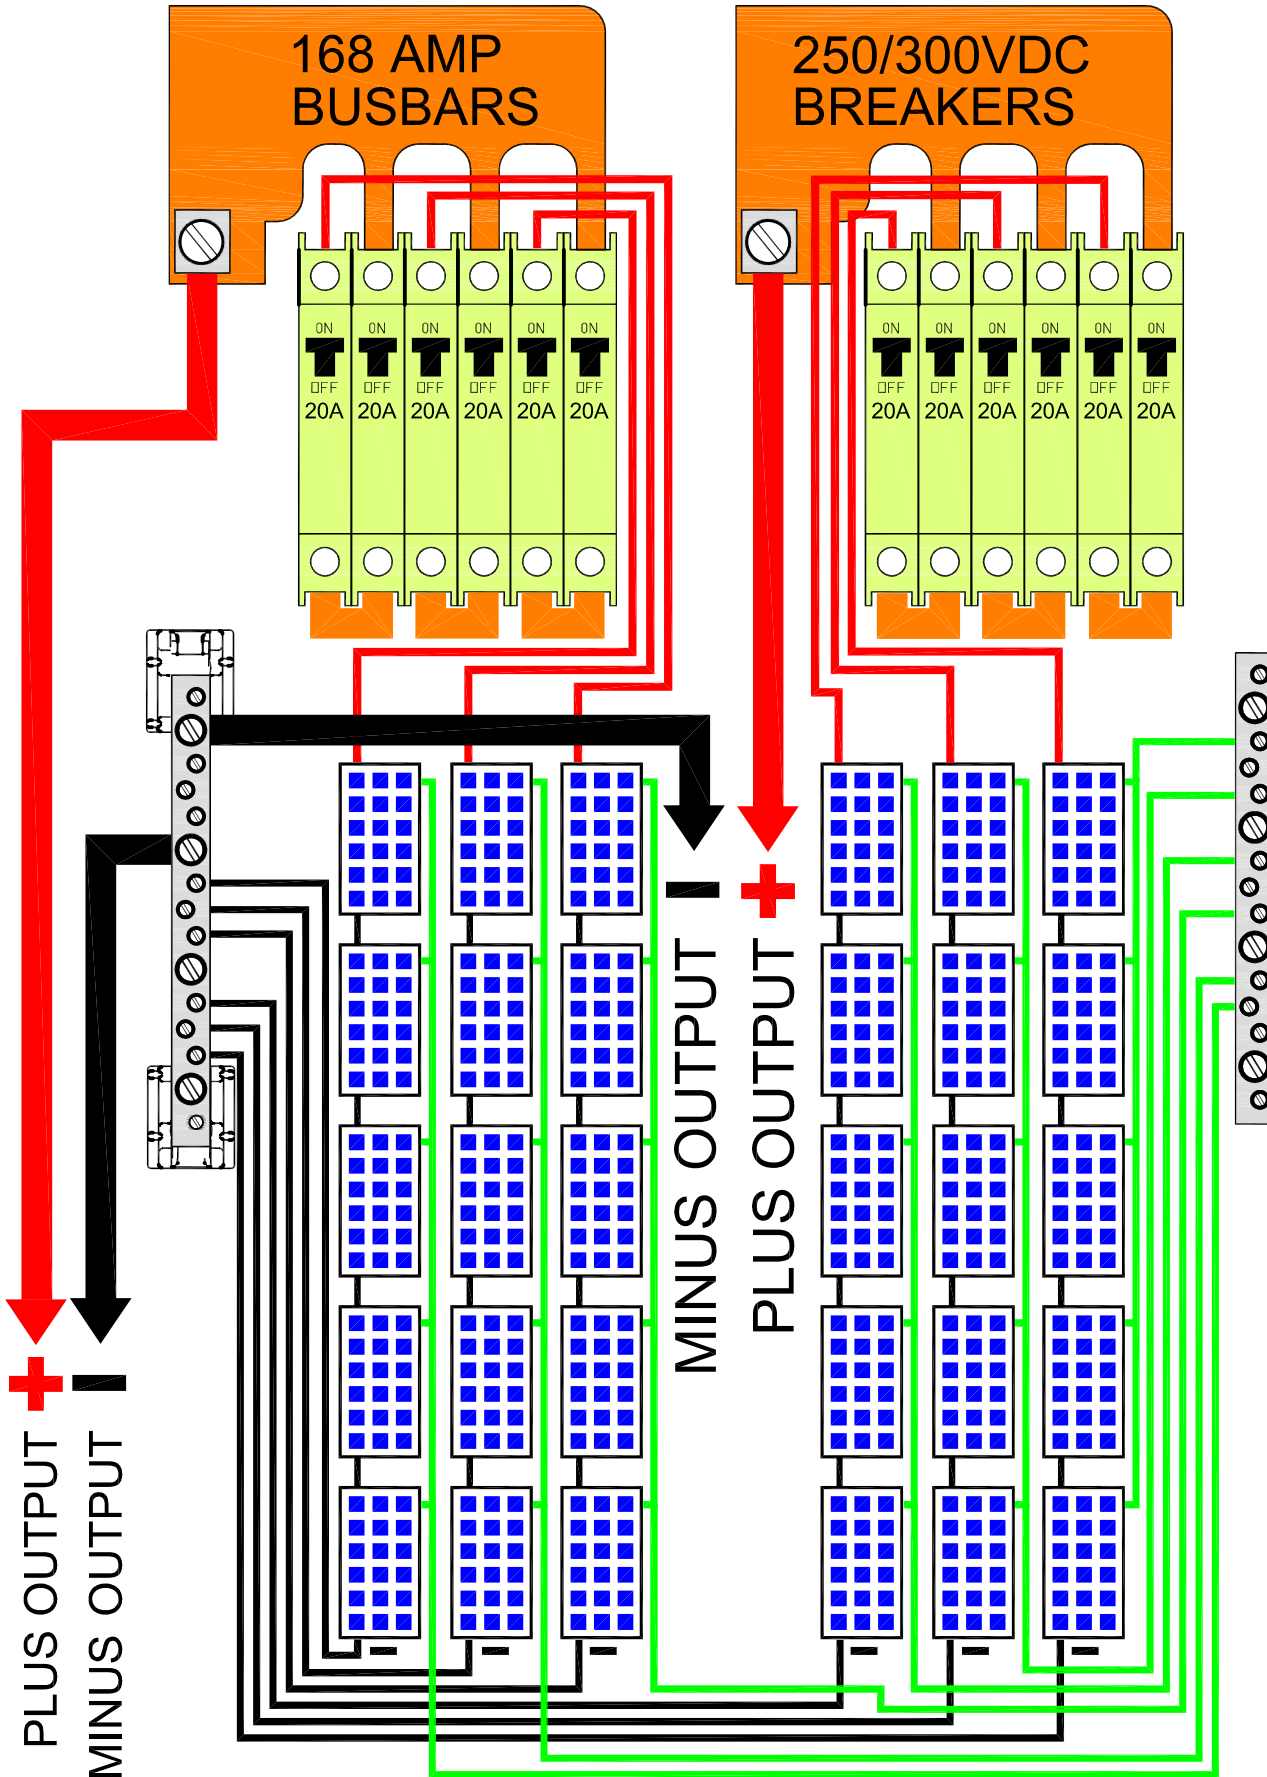 168 AMP
BUSBARS
250/300VDC
BREAKERS
ON ON ON ON ON ON
OFF OFF OFF OFF OFF OFF
20A 20A 20A 20A 20A 20A
ON ON ON ON ON ON
OFF OFF OFF OFF OFF OFF
20A 20A 20A 20A 20A 20A
MINUS OUTPUT
PLUS OUTPUT
PLUS OUTPUT
MINUS OUTPUT